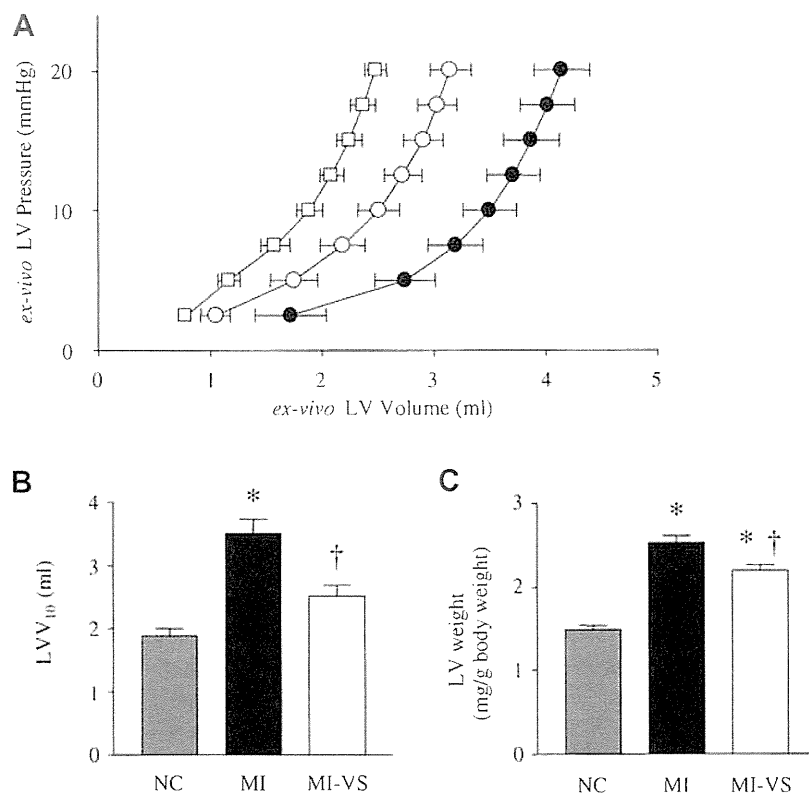 A
ex-vivo LV Pressure (mmHg)
20
10
0
0 1 2 3 4 5
ex-vivo LV Volume (ml)
B
LVV10 (ml)
4
3
2
1
0
*
†
NC MI MI-VS
C
LV weight
(mg/g body weight)
3
2
1
0
*
* †
NC MI MI-VS